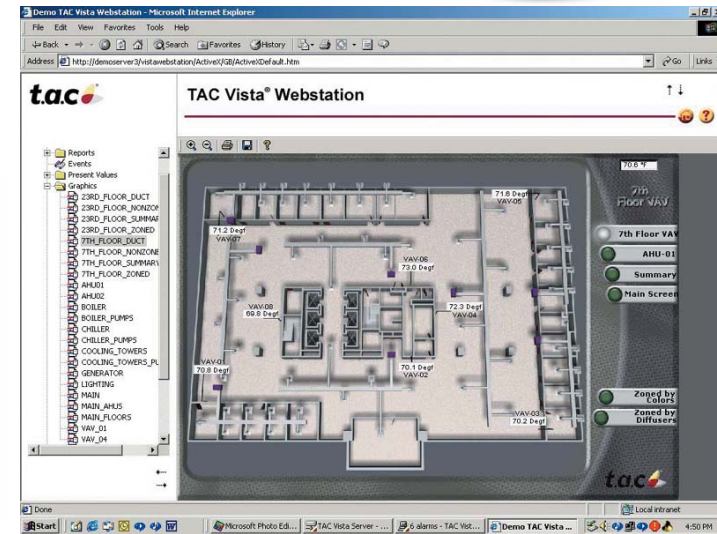 Demo TAC Vista Webstation - Microsoft Internet Explorer
File Edit View Favorites Tools Help
Back Search Favorites History
Address http://demoserver3/vistawebstation/ActiveX/GB/ActiveXDefault.htm Go Links
t.a.c
TAC Vista® Webstation
Reports
Events
Present Values
Graphics
23RD_FLOOR_DUCT
23RD_FLOOR_NONZON
23RD_FLOOR_SUMMAR
23RD_FLOOR_ZONED
7TH_FLOOR_DUCT
7TH_FLOOR_NONZONE
7TH_FLOOR_SUMMARY
7TH_FLOOR_ZONED
AHU01
AHU02
BOILER
BOILER_PUMPS
CHILLER
CHILLER_PUMPS
COOLING_TOWERS
COOLING_TOWERS_PU
GENERATOR
LIGHTING
MAIN
MAIN_AHUS
MAIN_FLOORS
VAV_01
VAV_04
70.6 °F
7th
Floor VAV
7th Floor VAV
AHU-01
Summary
Main Screen
Zoned by
Colors
Zoned by
Diffusers
t.a.c
71.8 Degf
VAV-05
71.2 Degf
VAV-07
VAV-06
73.0 Degf
VAV-08
69.8 Degf
72.3 Degf
VAV-04
70.8 Degf
70.1 Degf
VAV-02
VAV-03
70.2 Degf
Done Local intranet
Start Microsoft Photo Edi... TAC Vista Server - ... 6 alarms - TAC Vist... Demo TAC Vista ... 4:50 PM